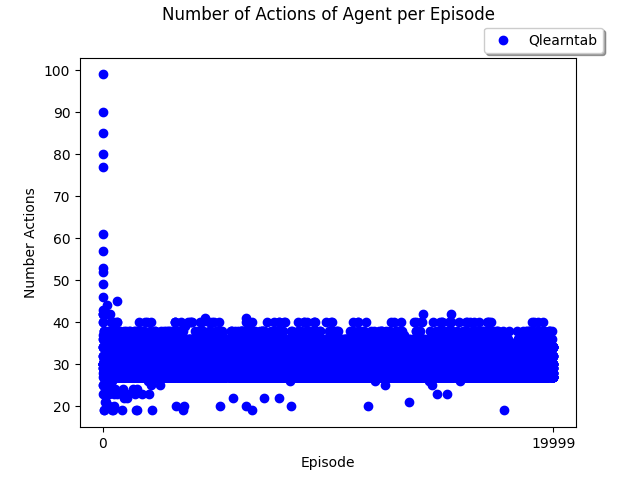 Number of Actions of Agent per Episode
Qlearntab
100
90
80
70
60
50
40
30
20
Number Actions
0 19999
Episode